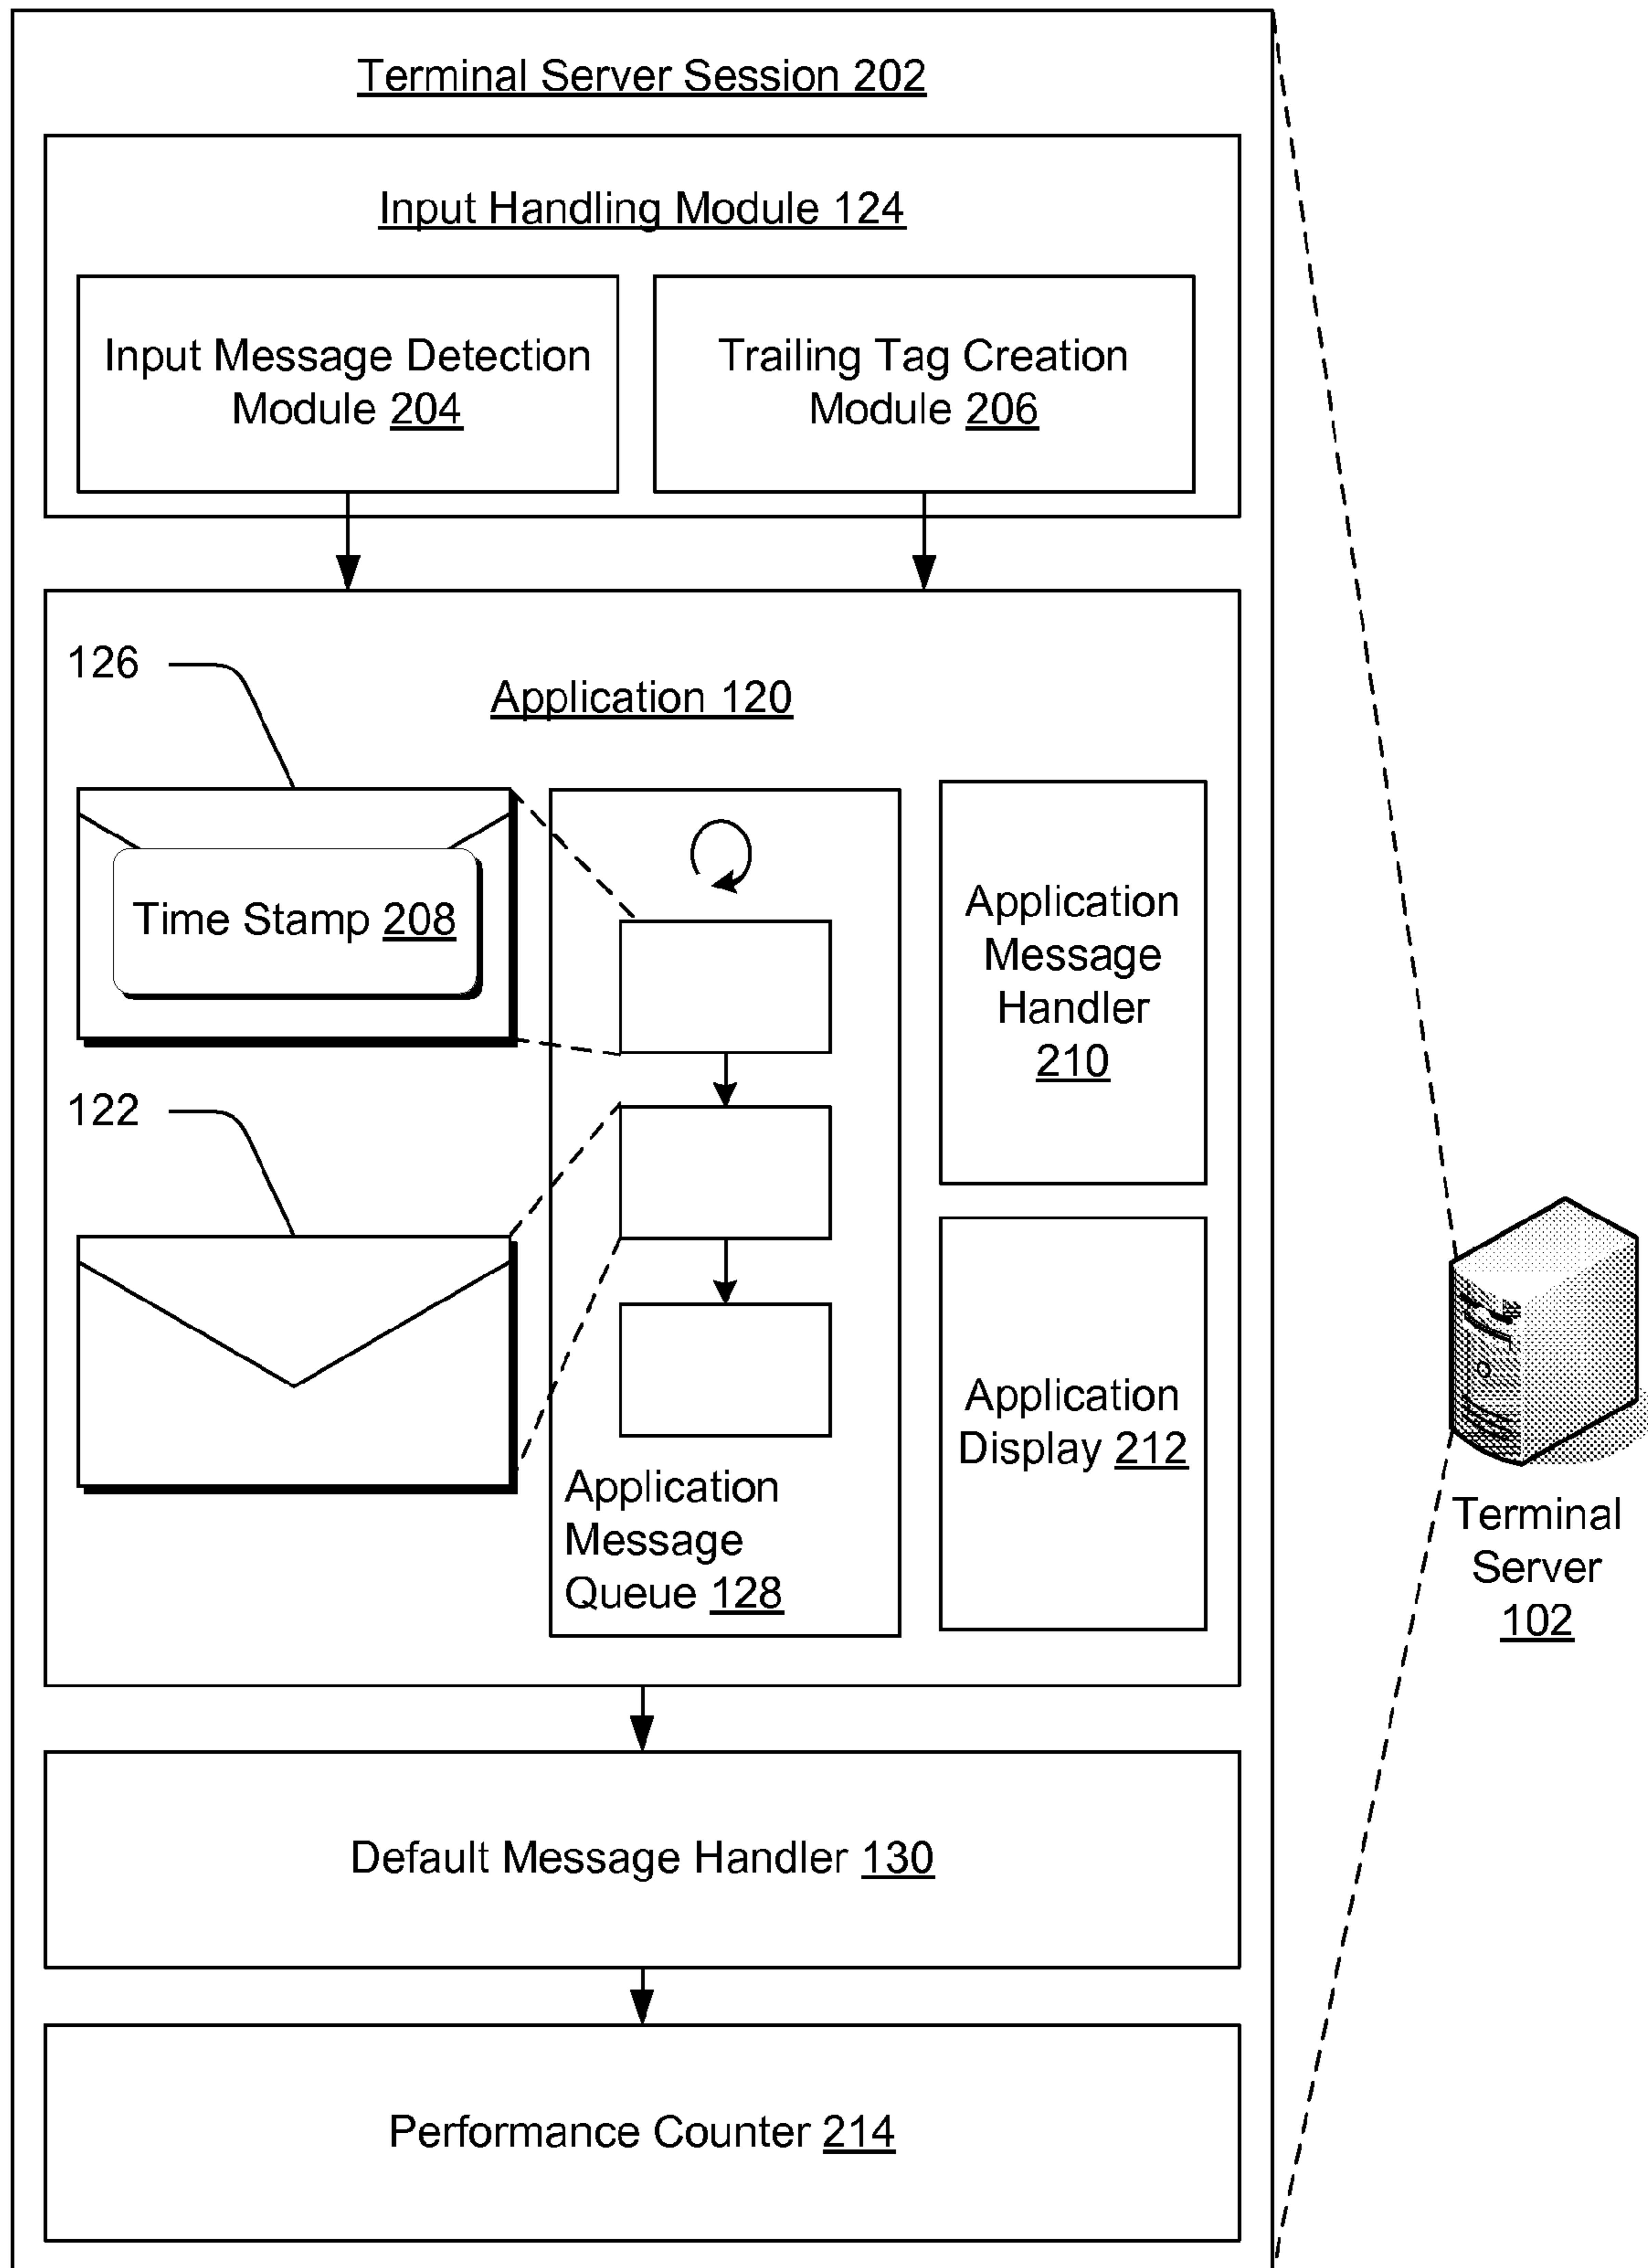 Terminal Server Session 202
Input Handling Module 124
Input Message Detection
Module 204
Trailing Tag Creation
Module 206
126
Application 120
Time Stamp 208
122
Application
Message
Queue 128
Application
Message
Handler
210
Application
Display 212
Terminal
Server
102
Default Message Handler 130
Performance Counter 214